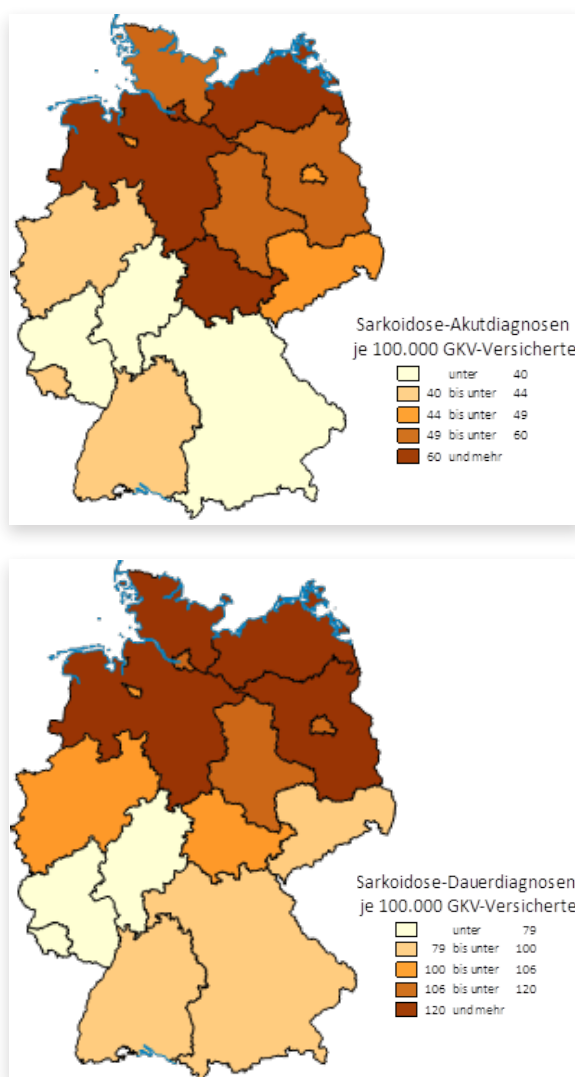 Sarkoidose-Akutdiagnosen
je 100.000 GKV-Versicherte
unter 40
40 bis unter 44
44 bis unter 49
49 bis unter 60
60 und mehr
Sarkoidose-Dauerdiagnosen
je 100.000 GKV-Versicherte
unter 79
79 bis unter 100
100 bis unter 106
106 bis unter 120
120 und mehr